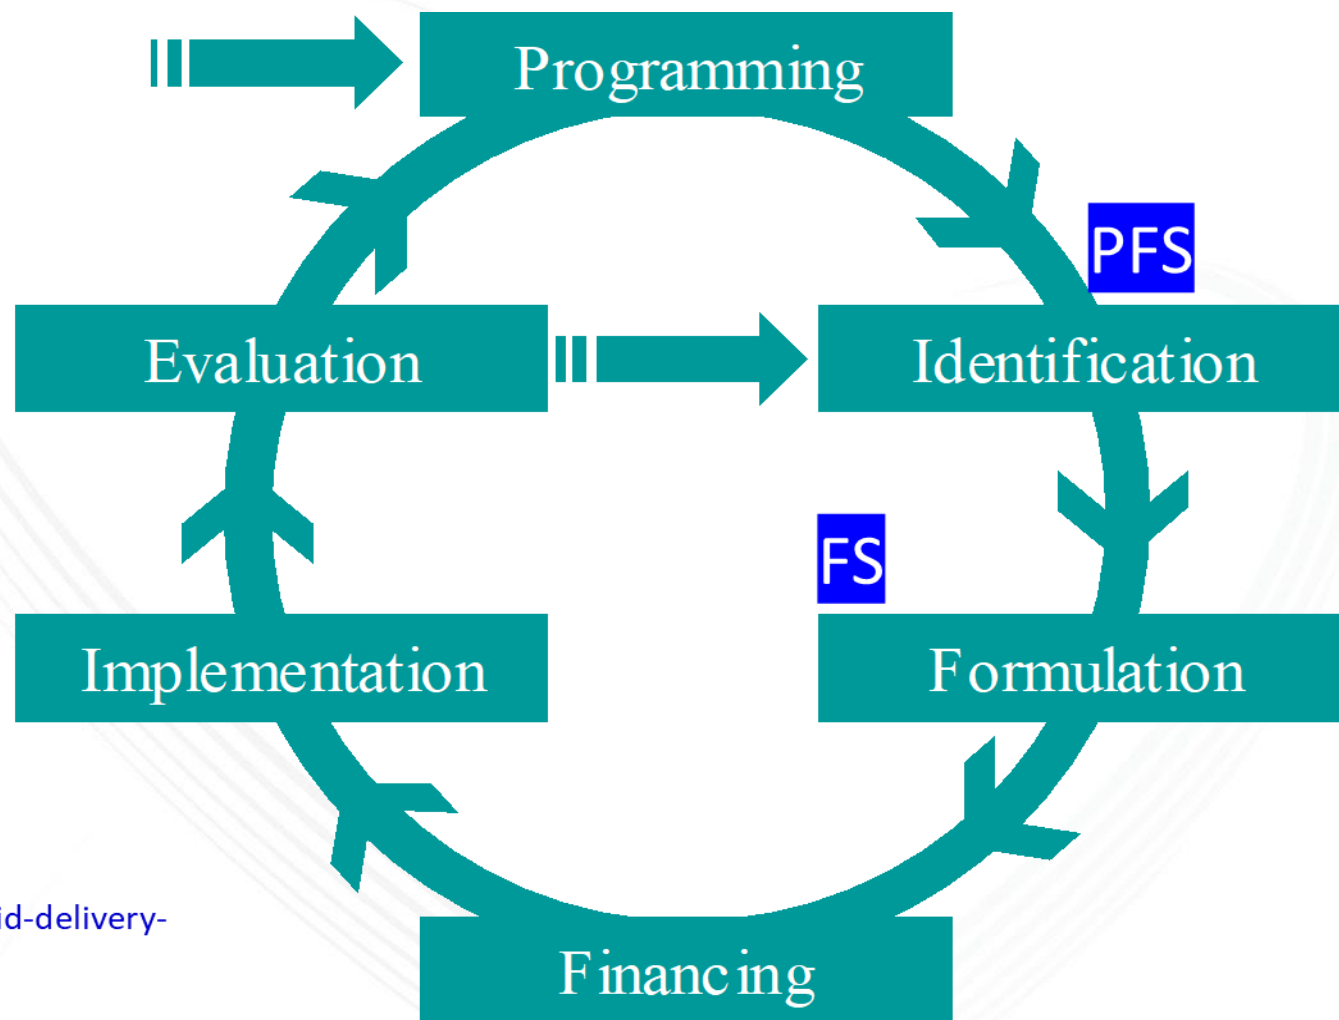 Programming
PFS
Evaluation
Identification
FS
Implementation
Formulation
id-delivery-
Financing